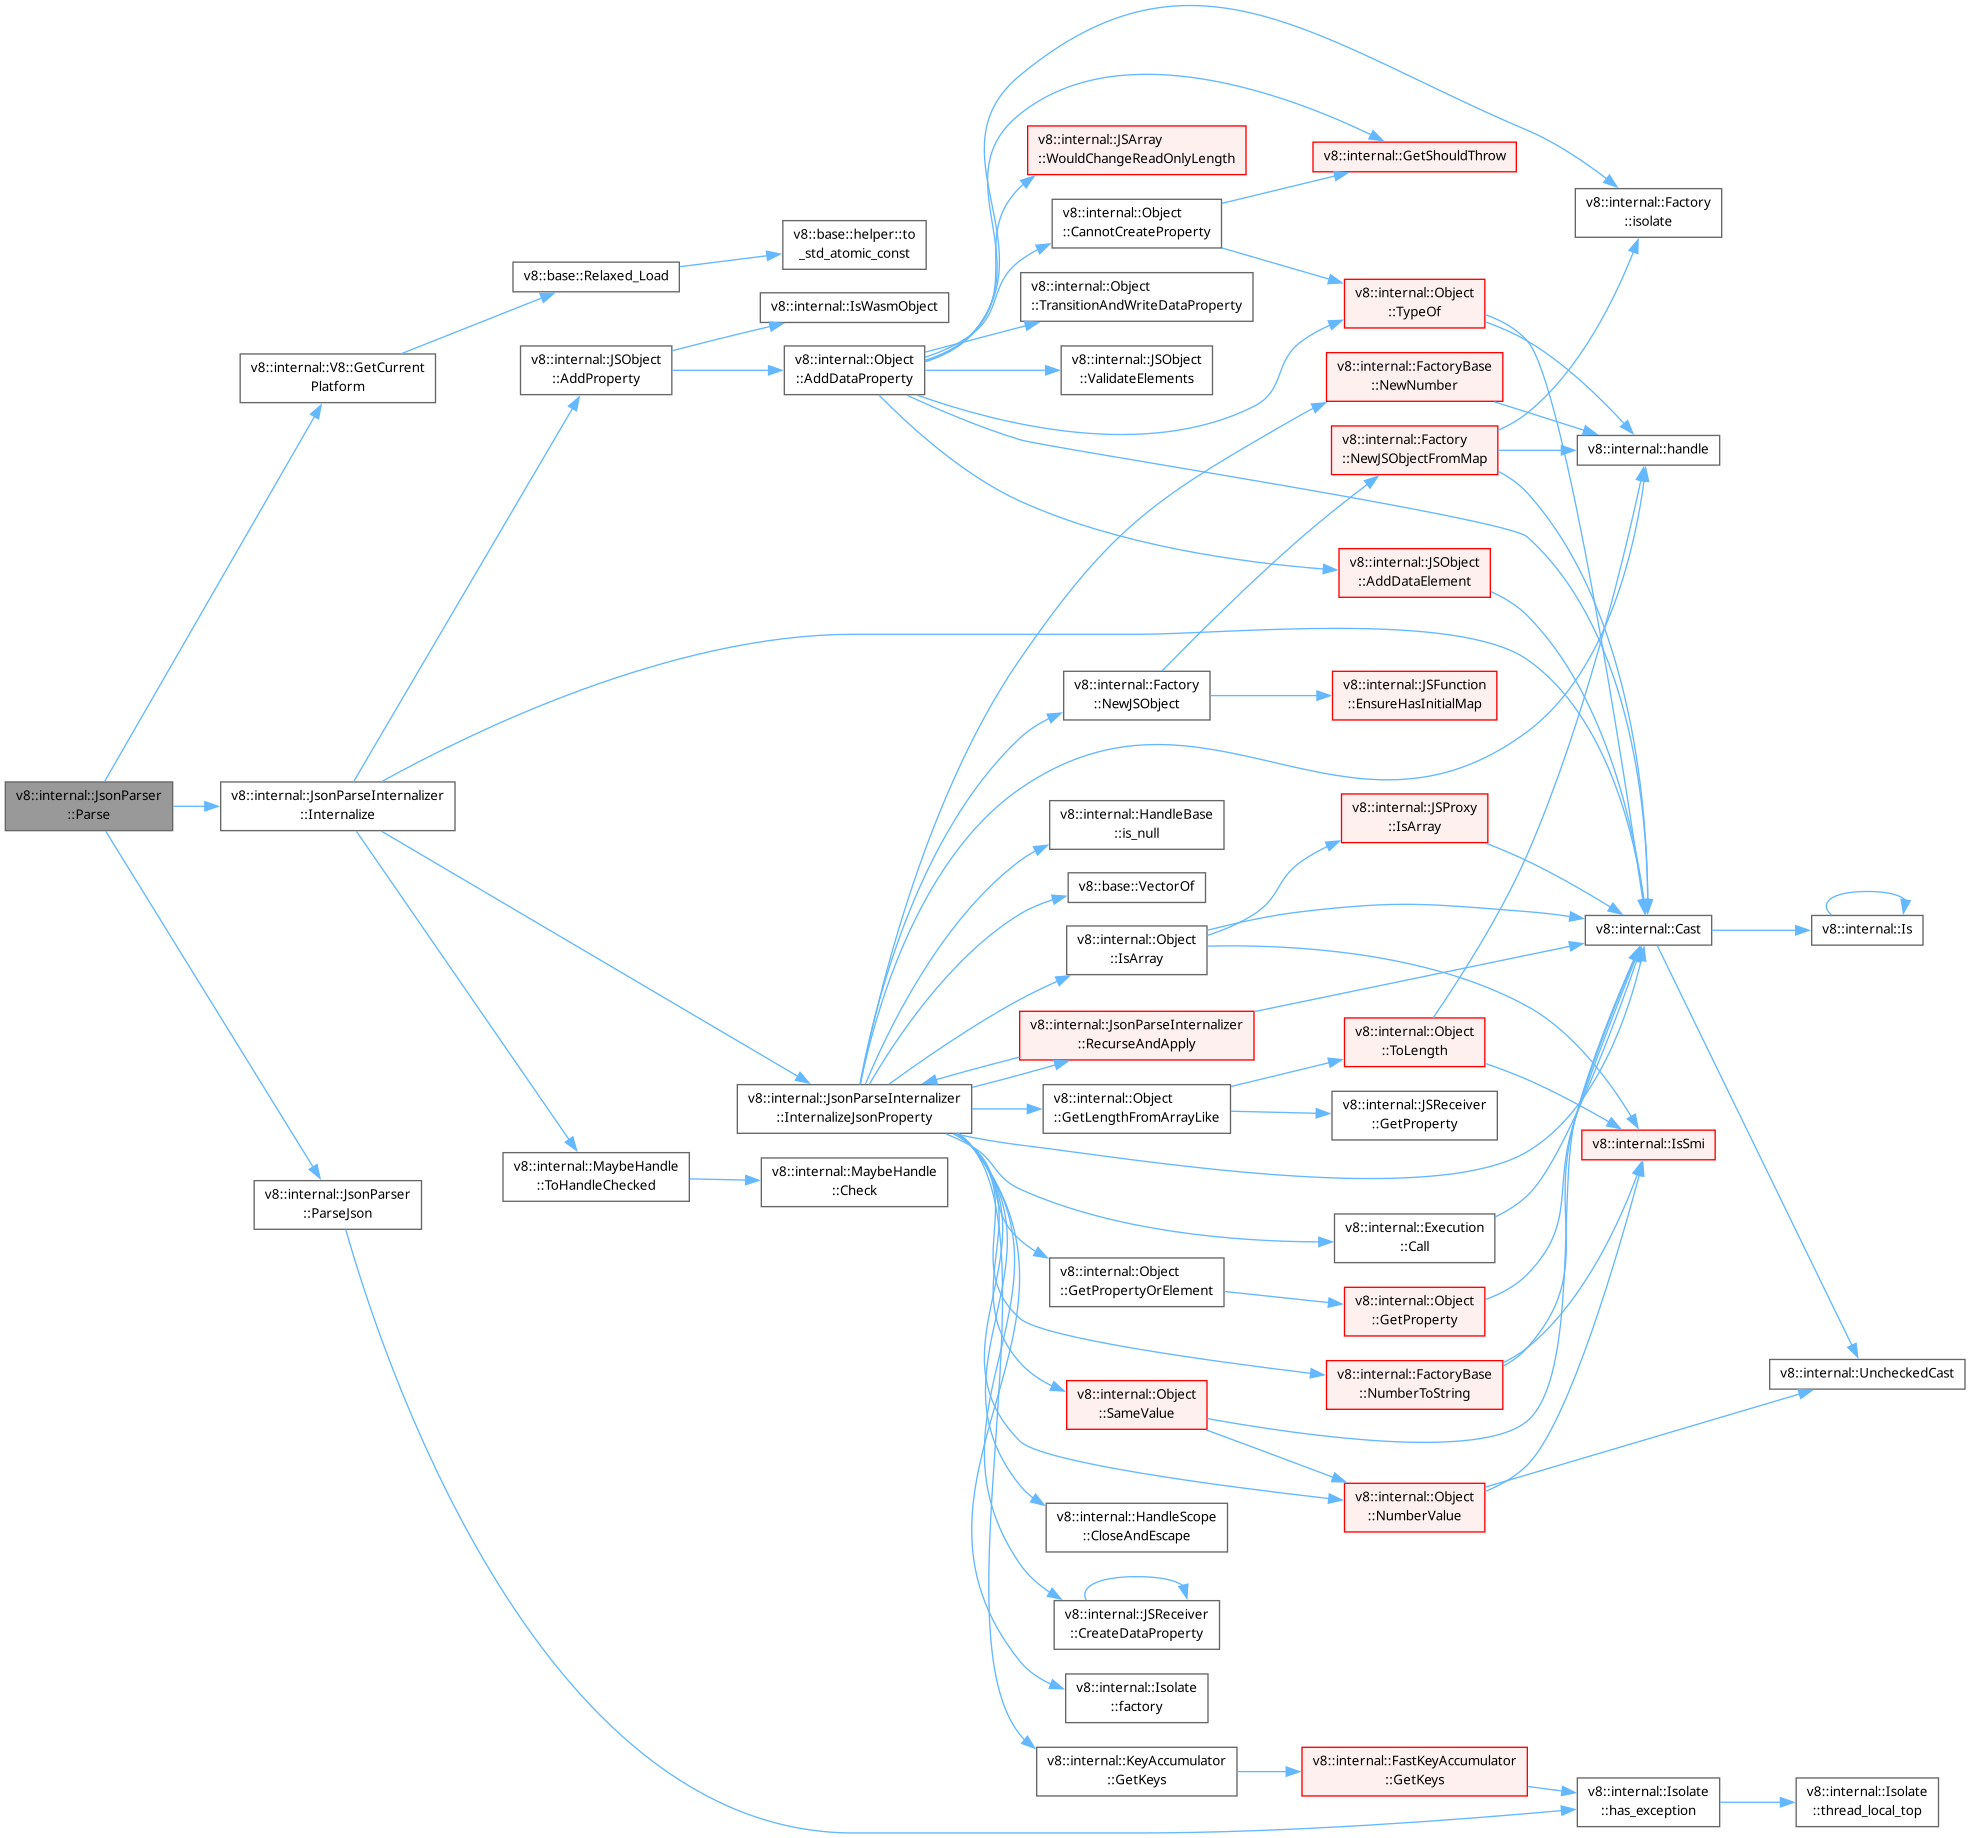 v8::internal::JsonParser
::Parse
v8::internal::V8::GetCurrent
Platform
v8::internal::JsonParseInternalizer
::Internalize
v8::internal::JsonParser
::ParseJson
v8::base::Relaxed_Load
v8::internal::JSObject
::AddProperty
v8::internal::MaybeHandle
::ToHandleChecked
v8::base::helper::to
_std_atomic_const
v8::internal::IsWasmObject
v8::internal::Object
::AddDataProperty
v8::internal::JsonParseInternalizer
::InternalizeJsonProperty
v8::internal::MaybeHandle
::Check
v8::internal::JSArray
::WouldChangeReadOnlyLength
v8::internal::Object
::CannotCreateProperty
v8::internal::Object
::TransitionAndWriteDataProperty
v8::internal::JSObject
::ValidateElements
v8::internal::Factory
::NewJSObject
v8::internal::HandleBase
::is_null
v8::base::VectorOf
v8::internal::Object
::IsArray
v8::internal::JsonParseInternalizer
::RecurseAndApply
v8::internal::Object
::GetLengthFromArrayLike
v8::internal::Object
::GetPropertyOrElement
v8::internal::Object
::SameValue
v8::internal::HandleScope
::CloseAndEscape
v8::internal::JSReceiver
::CreateDataProperty
v8::internal::Isolate
::factory
v8::internal::KeyAccumulator
::GetKeys
v8::internal::GetShouldThrow
v8::internal::Object
::TypeOf
v8::internal::FactoryBase
::NewNumber
v8::internal::Factory
::NewJSObjectFromMap
v8::internal::JSObject
::AddDataElement
v8::internal::JSFunction
::EnsureHasInitialMap
v8::internal::JSProxy
::IsArray
v8::internal::Object
::ToLength
v8::internal::JSReceiver
::GetProperty
v8::internal::Execution
::Call
v8::internal::Object
::GetProperty
v8::internal::FactoryBase
::NumberToString
v8::internal::Object
::NumberValue
v8::internal::FastKeyAccumulator
::GetKeys
v8::internal::Factory
::isolate
v8::internal::handle
v8::internal::Cast
v8::internal::IsSmi
v8::internal::Isolate
::has_exception
v8::internal::Is
v8::internal::UncheckedCast
v8::internal::Isolate
::thread_local_top